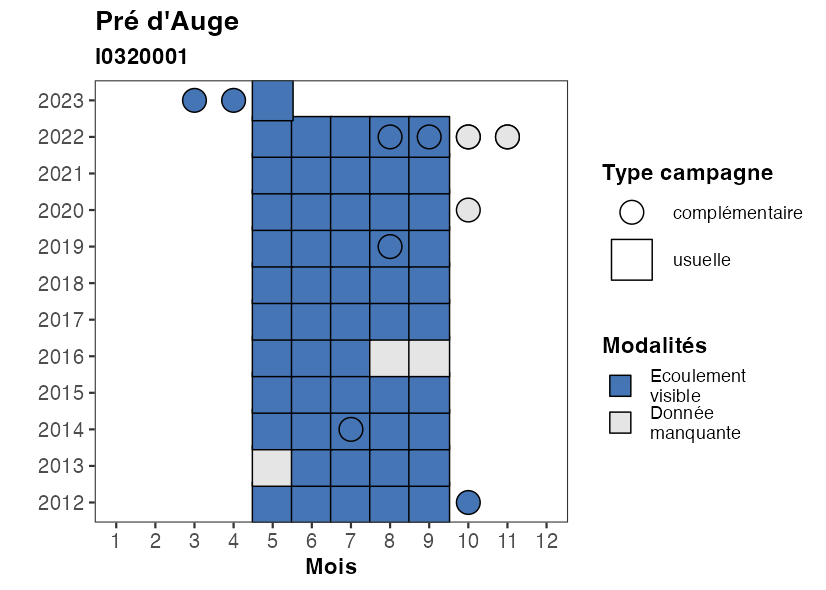 Pré d'Auge
I0320001
2023
2022
2021
2020
2019
2018
2017
2016
2015
2014
2013
2012
1 2 3 4 5 6 7 8 9 10 11 12
Mois
Type campagne
complémentaire
usuelle
Modalités
Ecoulement
visible
Donnée
manquante